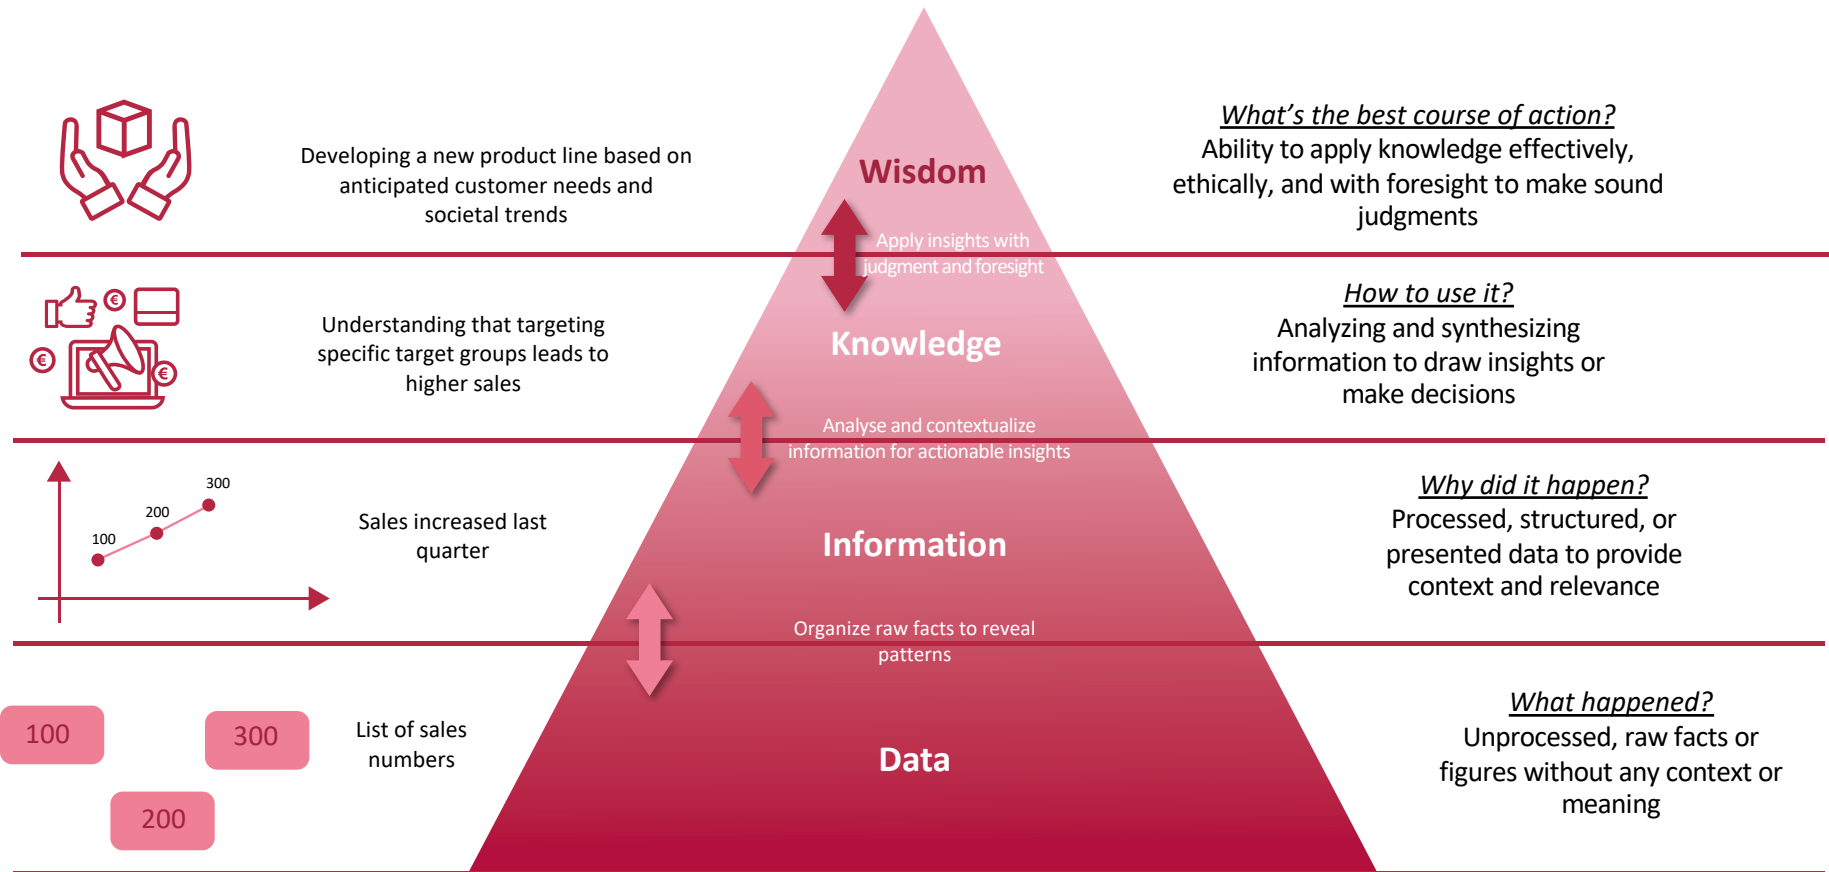 Developing a new product line based on
anticipated customer needs and
societal trends
Wisdom
What's the best course of action?
Ability to apply knowledge effectively,
ethically, and with foresight to make sound
judgments
Apply insights with
judgment and foresight
€
€
€
Understanding that targeting
specific target groups leads to
higher sales
Knowledge
How to use it?
Analyzing and synthesizing
information to draw insights or
make decisions
Analyse and contextualize
information for actionable insights
100
200
300
Sales increased last
quarter
Information
Why did it happen?
Processed, structured, or
presented data to provide
context and relevance
Organize raw facts to reveal
patterns
100
300
200
List of sales
numbers
Data
What happened?
Unprocessed, raw facts or
figures without any context or
meaning